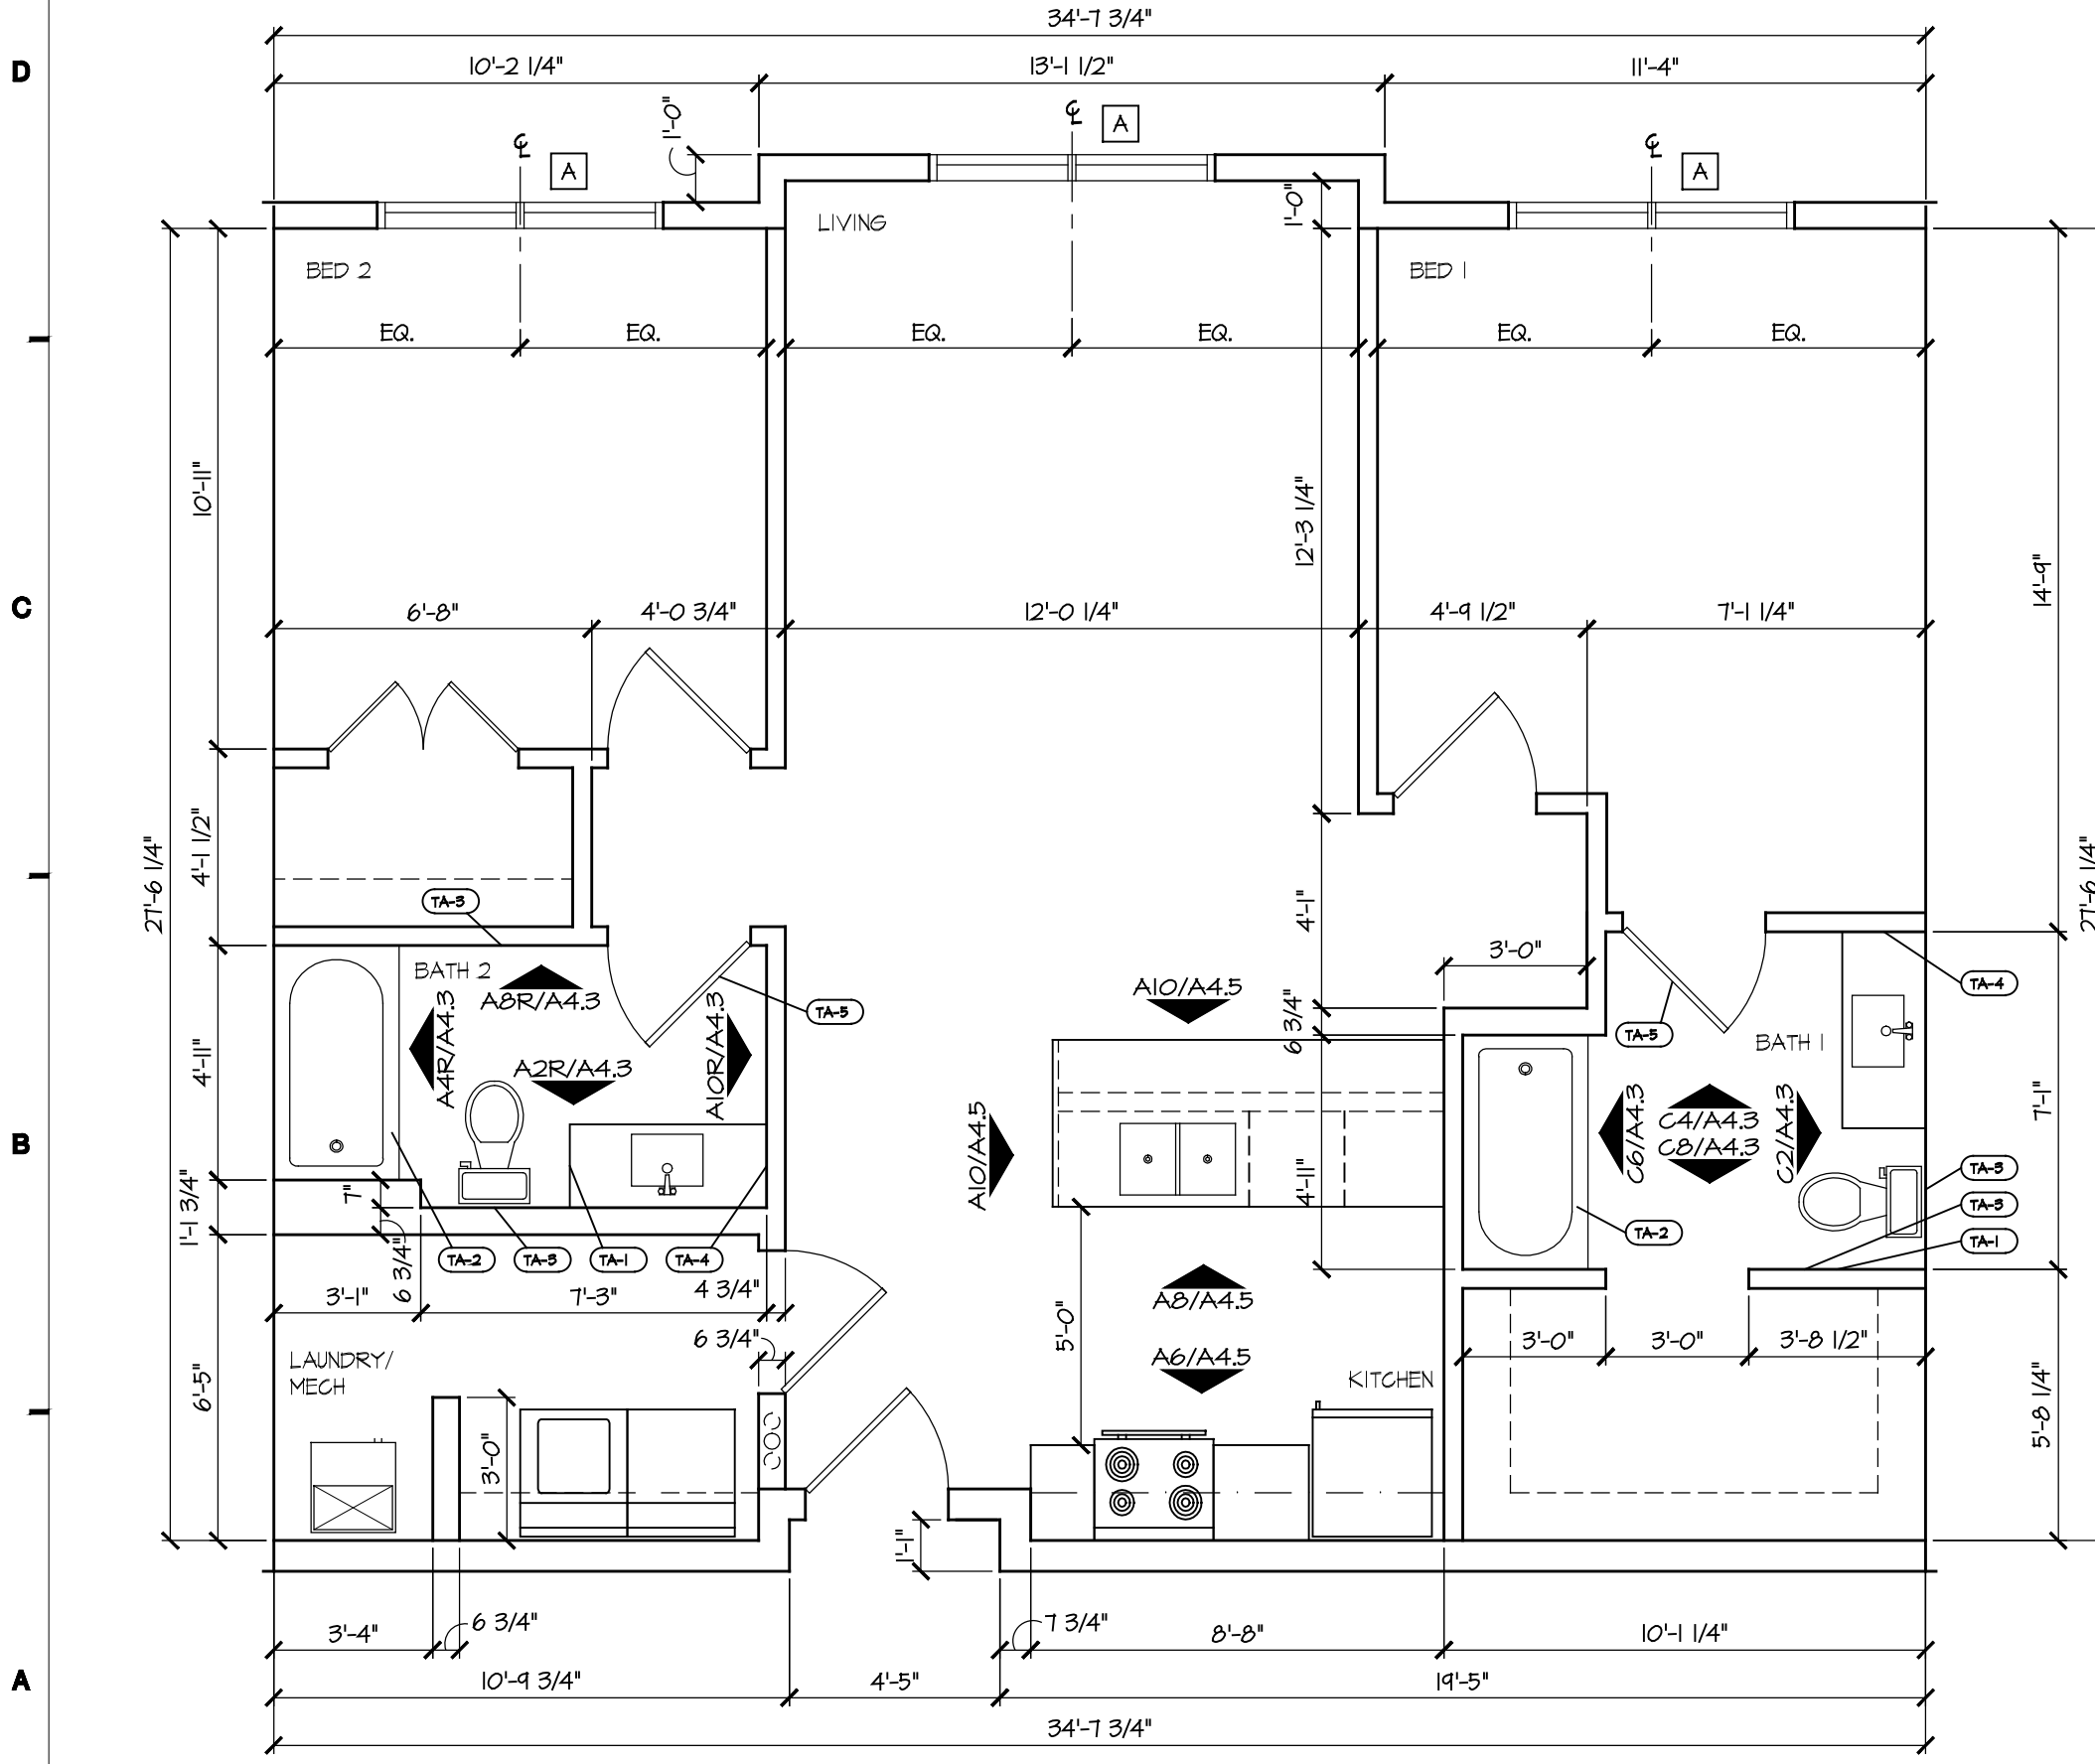 34'-7 3/4"
D
10'-2 1/4"
13'-1 1/2"
11'-4"
1'-0"
℄
A
℄
A
℄
A
LIVING
1'-0"
BED 2
BED 1
EQ.
EQ.
EQ.
EQ.
EQ.
EQ.
10'-11"
12'-3 1/4"
14'-9"
C
6'-8"
4'-0 3/4"
12'-0 1/4"
4'-9 1/2"
7'-1 1/4"
27'-6 1/4"
4'-1 1/2"
27'-6 1/4"
TA-3
4'-1"
3'-0"
BATH 2
A8R/A4.3
A4R/A4.3
A2R/A4.3
A10R/A4.3
TA-5
A10/A4.5
6 3/4"
TA-4
TA-5
BATH 1
4'-11"
B
A10/A4.5
4'-11"
C6/A4.3
C4/A4.3
C8/A4.3
C2/A4.3
7'-1"
TA-3
TA-3
TA-1
TA-2
1'-1 3/4"
7"
6 3/4"
TA-2
TA-3
TA-1
TA-4
3'-1"
7'-3"
4 3/4"
6 3/4"
A8/A4.5
5'-0"
A6/A4.5
KITCHEN
3'-0"
3'-0"
3'-8 1/2"
LAUNDRY/
MECH
6'-5"
3'-0"
5'-8 1/4"
1'-1"
3'-4"
6 3/4"
7 3/4"
8'-8"
10'-1 1/4"
A
10'-9 3/4"
4'-5"
19'-5"
34'-7 3/4"